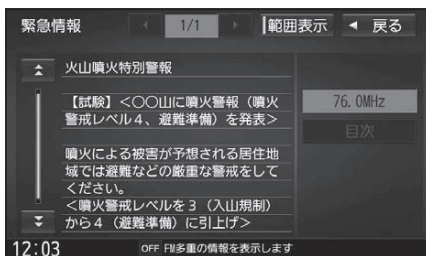 緊急情報 1/1 範囲表示 戻る
火山噴火特別警報
【試験】<〇〇山に噴火警報（噴火
警戒レベル４、避難準備）を発表>
76.0MHz
目次
噴火による被害が予想される居住地
域では避難などの厳重な警戒をして
ください。
<噴火警戒レベルを３（入山規制）
から４（避難準備）に引上げ>
12:03 OFF FM多重の情報を表示します